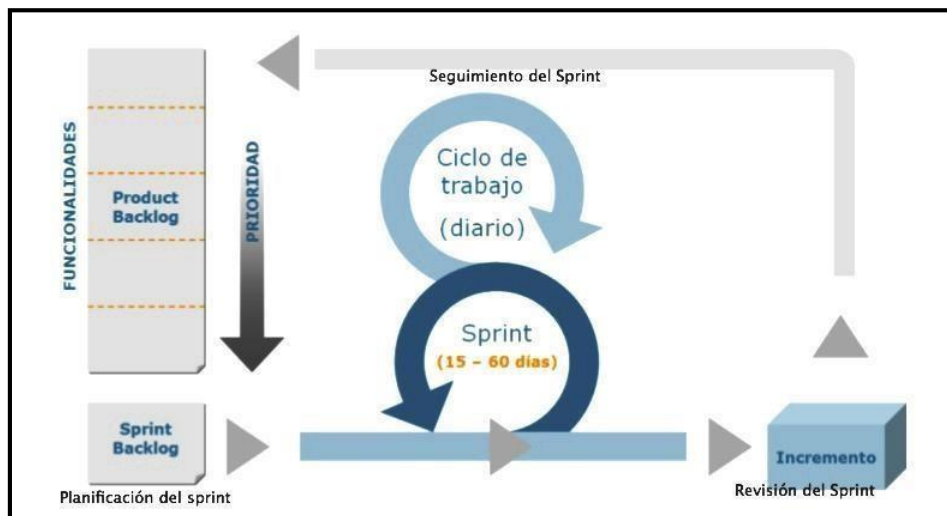 Seguimiento del Sprint
FUNCIONALIDADES
Product
Backlog
PRIORIDAD
Ciclo de
trabajo
(diario)
Sprint
(15 – 60 días)
Sprint
Backlog
Planificación del sprint
Incremento
Revisión del Sprint